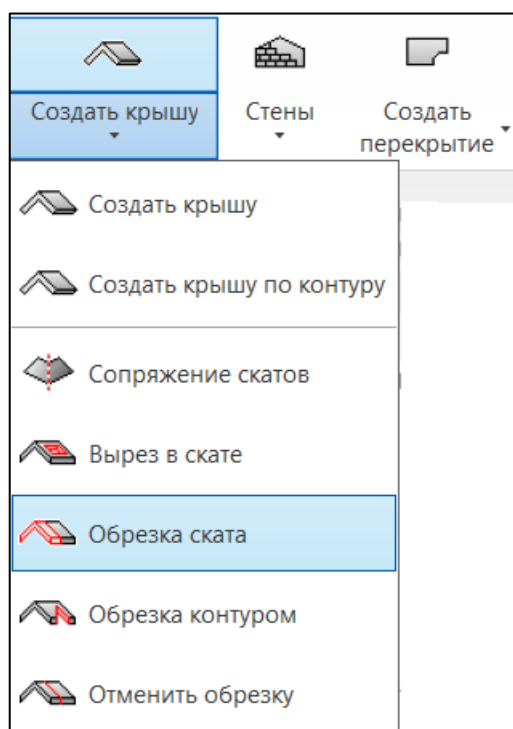 Создать крышу
Стены
Создать
перекрытие
Создать крышу
Создать крышу по контуру
Сопряжение скатов
Вырез в скате
Обрезка ската
Обрезка контуром
Отменить обрезку